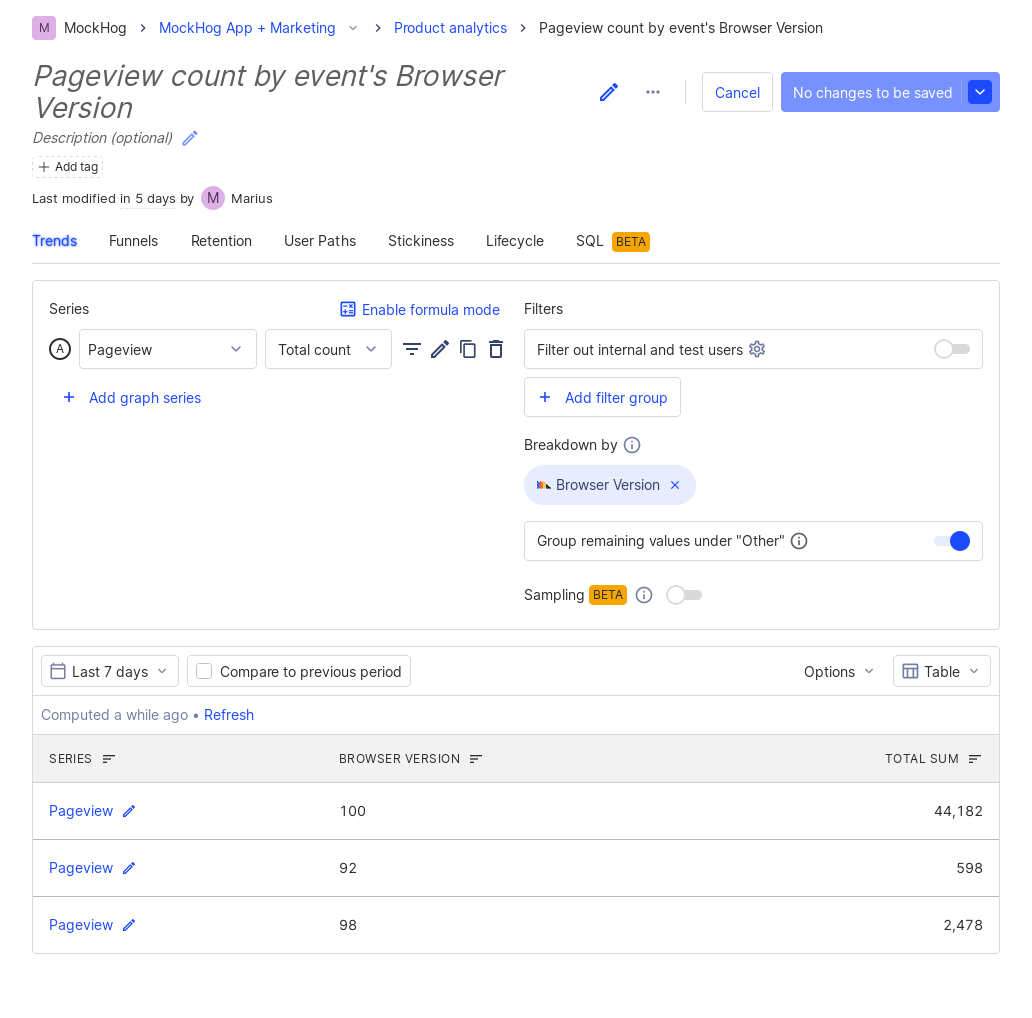 M MockHog MockHog App + Marketing Product analytics Pageview count by event's Browser Version
Pageview count by event's Browser
Version
Cancel No changes to be saved
Description (optional)
Add tag
Last modified in 5 days by M Marius
Trends Funnels Retention User Paths Stickiness Lifecycle SQL BETA
Series Enable formula mode
A Pageview Total count
+ Add graph series
Filters
Filter out internal and test users
+ Add filter group
Breakdown by
Browser Version
Group remaining values under "Other"
Sampling BETA
Last 7 days Compare to previous period Options Table
Computed a while ago • Refresh
SERIES BROWSER VERSION TOTAL SUM
Pageview 100 44,182
Pageview 92 598
Pageview 98 2,478